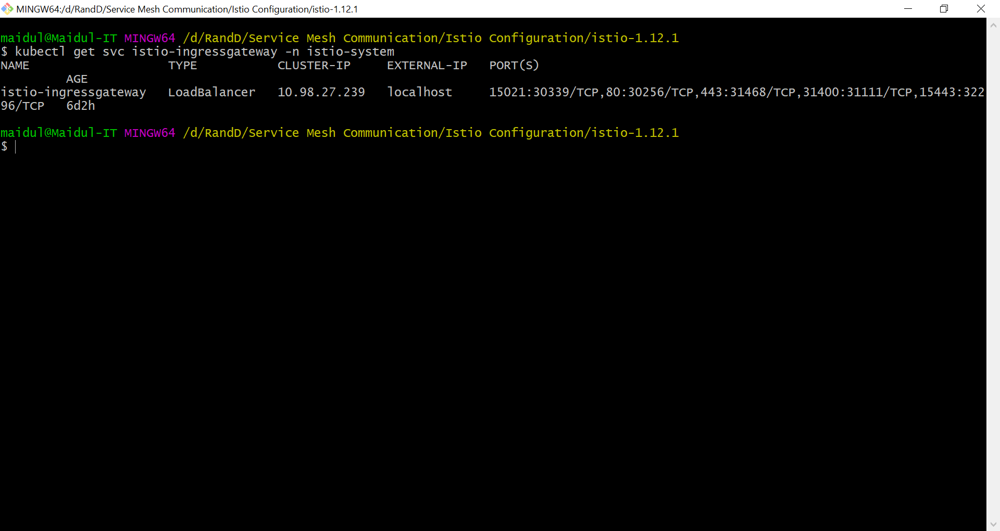 MINGW64:/d/RandD/Service Mesh Communication/Istio Configuration/istio-1.12.1
maidul@Maidul-IT MINGW64 /d/RandD/Service Mesh Communication/Istio Configuration/istio-1.12.1
$ kubectl get svc istio-ingressgateway -n istio-system
NAME                   TYPE           CLUSTER-IP     EXTERNAL-IP   PORT(S)
         AGE
istio-ingressgateway   LoadBalancer   10.98.27.239   localhost     15021:30339/TCP,80:30256/TCP,443:31468/TCP,31400:31111/TCP,15443:322
96/TCP   6d2h
maidul@Maidul-IT MINGW64 /d/RandD/Service Mesh Communication/Istio Configuration/istio-1.12.1
$